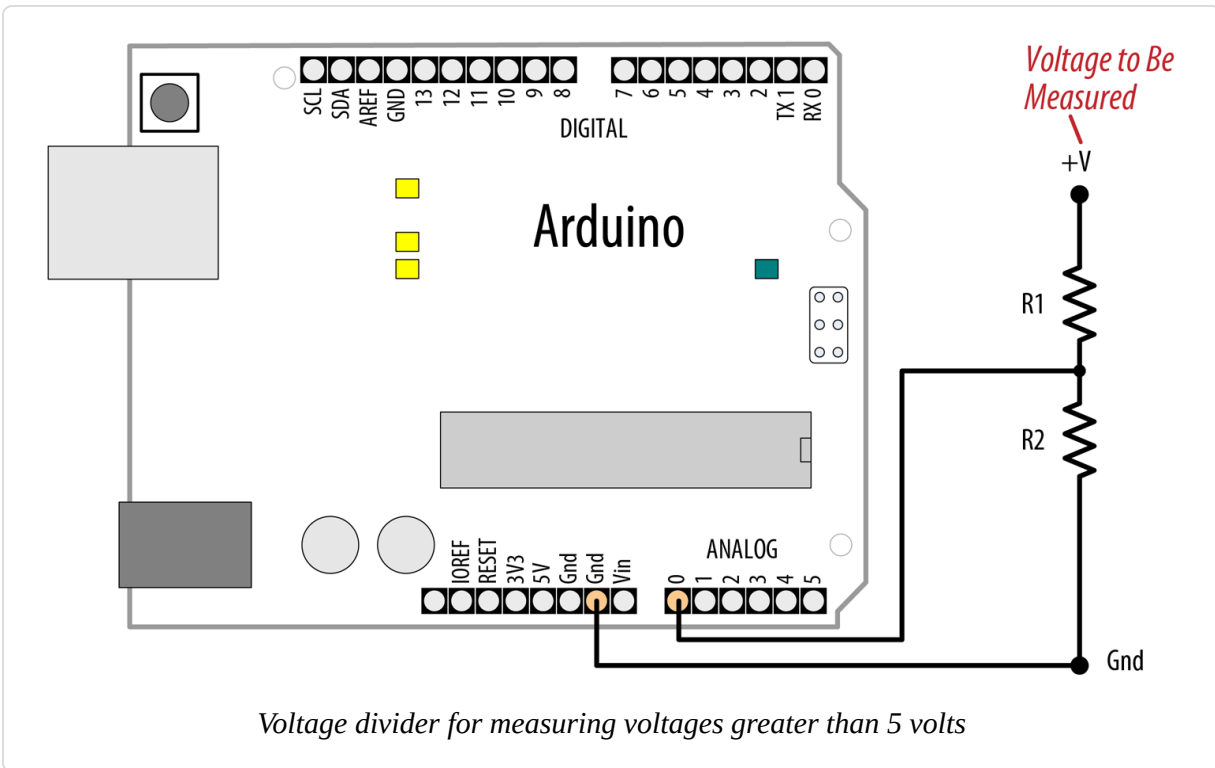 Voltage to Be
Measured
+V
SCL
SDA
AREF
GND
13
12
11
10
9
8
7
6
5
4
3
2
TX 1
RX 0
DIGITAL
Arduino
R1
R2
ANALOG
IOREF
RESET
3V3
5V
Gnd
Gnd
Vin
0
1
2
3
4
5
Gnd
Voltage divider for measuring voltages greater than 5 volts